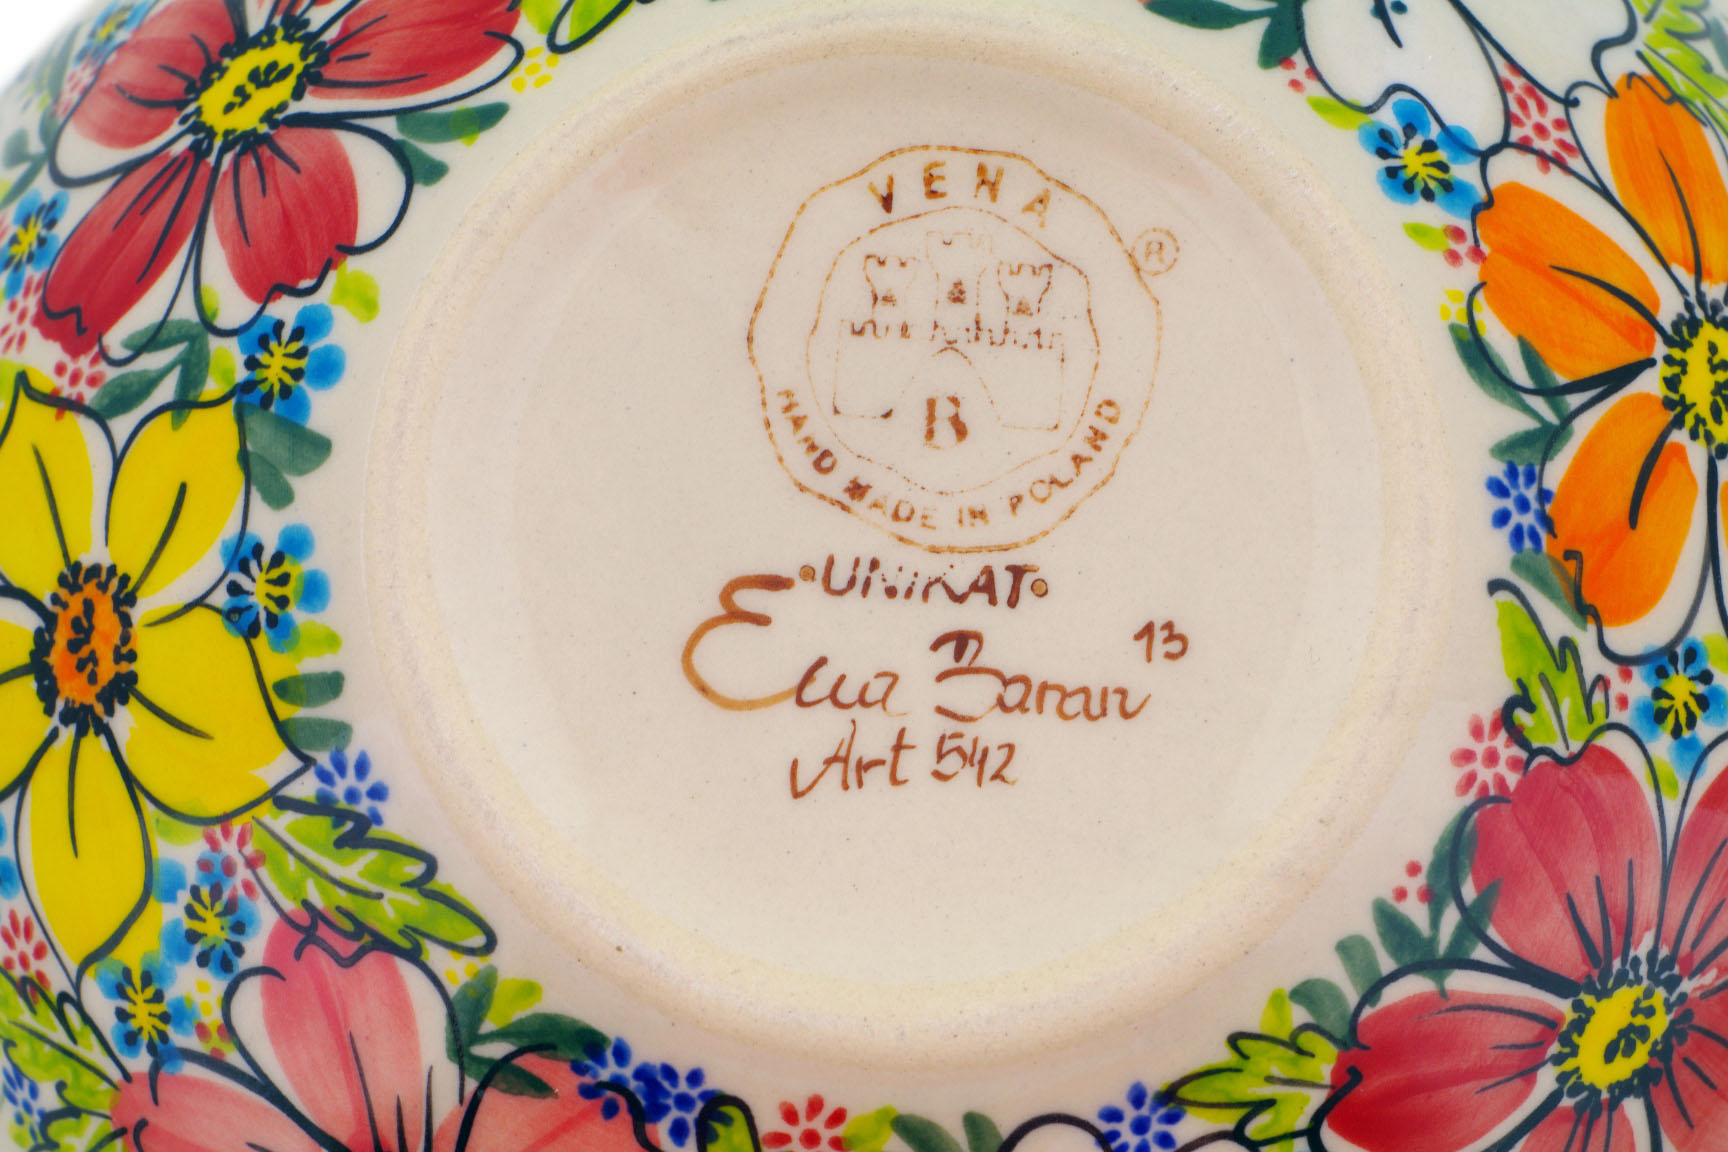 VENA
®
B
HAND MADE IN POLAND
•UNIKAT•
Ewa Baran 13
Art 542